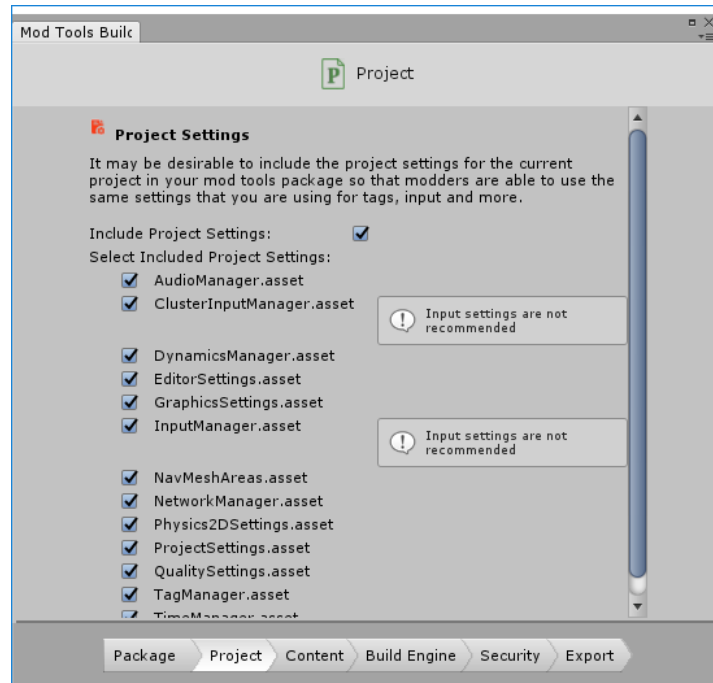 Mod Tools Builc
Project
Project Settings
It may be desirable to include the project settings for the current
project in your mod tools package so that modders are able to use the
same settings that you are using for tags, input and more.
Include Project Settings:
Select Included Project Settings:
AudioManager.asset
ClusterInputManager.asset
Input settings are not
recommended
DynamicsManager.asset
EditorSettings.asset
GraphicsSettings.asset
InputManager.asset
Input settings are not
recommended
NavMeshAreas.asset
NetworkManager.asset
Physics2DSettings.asset
ProjectSettings.asset
QualitySettings.asset
TagManager.asset
TimeManager.asset
Package Project Content Build Engine Security Export